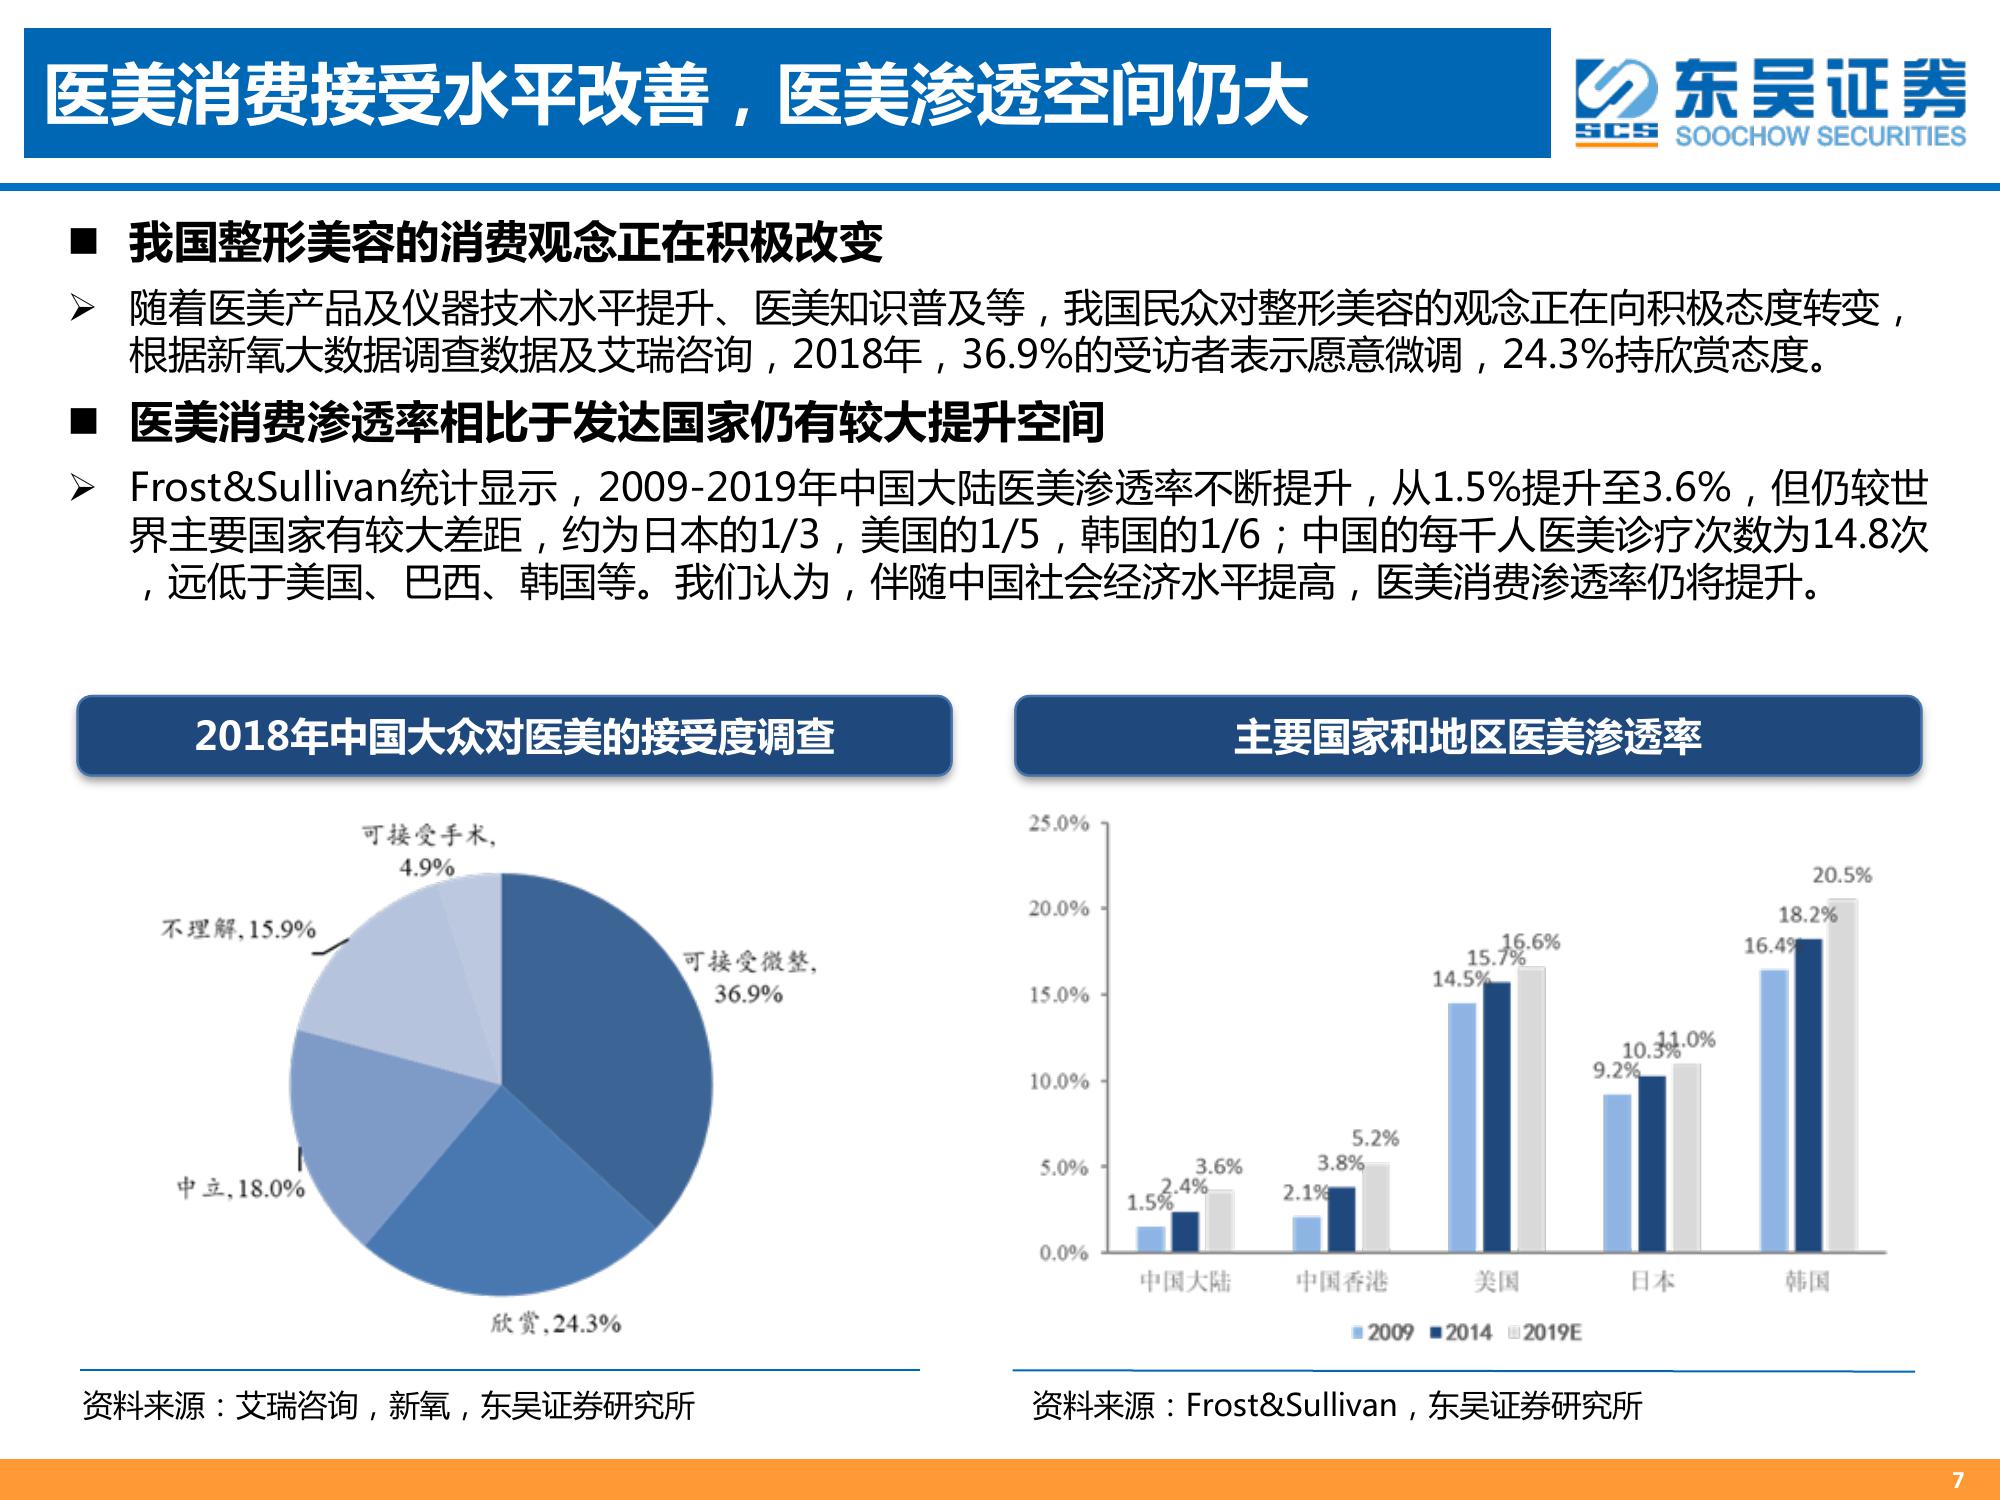 医美消费接受水平改善，医美渗透空间仍大
东吴证券
SCS
SOOCHOW SECURITIES
■ 我国整形美容的消费观念正在积极改变
➢ 随着医美产品及仪器技术水平提升、医美知识普及等，我国民众对整形美容的观念正在向积极态度转变，
根据新氧大数据调查数据及艾瑞咨询，2018年，36.9%的受访者表示愿意微调，24.3%持欣赏态度。
■ 医美消费渗透率相比于发达国家仍有较大提升空间
➢ Frost&Sullivan统计显示，2009-2019年中国大陆医美渗透率不断提升，从1.5%提升至3.6%，但仍较世
界主要国家有较大差距，约为日本的1/3，美国的1/5，韩国的1/6；中国的每千人医美诊疗次数为14.8次
，远低于美国、巴西、韩国等。我们认为，伴随中国社会经济水平提高，医美消费渗透率仍将提升。
2018年中国大众对医美的接受度调查
可接受手术,
4.9%
不理解,15.9%
可接受微整,
36.9%
中立,18.0%
欣赏,24.3%
资料来源：艾瑞咨询，新氧，东吴证券研究所
主要国家和地区医美渗透率
25.0%
20.0%
15.0%
10.0%
5.0%
0.0%
1.5%
2.4%
3.6%
2.1%
3.8%
5.2%
14.5%
15.7%
16.6%
9.2%
10.3%
11.0%
16.4%
18.2%
20.5%
中国大陆 中国香港 美国 日本 韩国
2009 2014 2019E
资料来源：Frost&Sullivan，东吴证券研究所
7